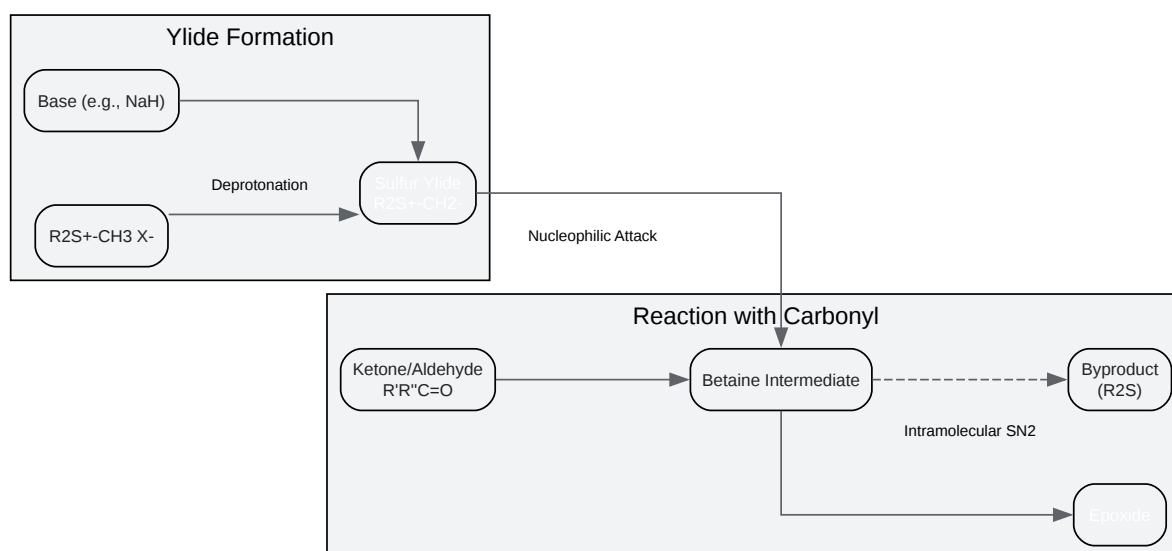 Ylide Formation
Base (e.g., NaH)
Deprotonation
Sulfur Ylide
R2S+-CH2-
R2S+-CH3 X-
Nucleophilic Attack
Reaction with Carbonyl
Ketone/Aldehyde
R'R"C=O
Betaine Intermediate
Byproduct
(R2S)
Intramolecular SN2
Epoxide